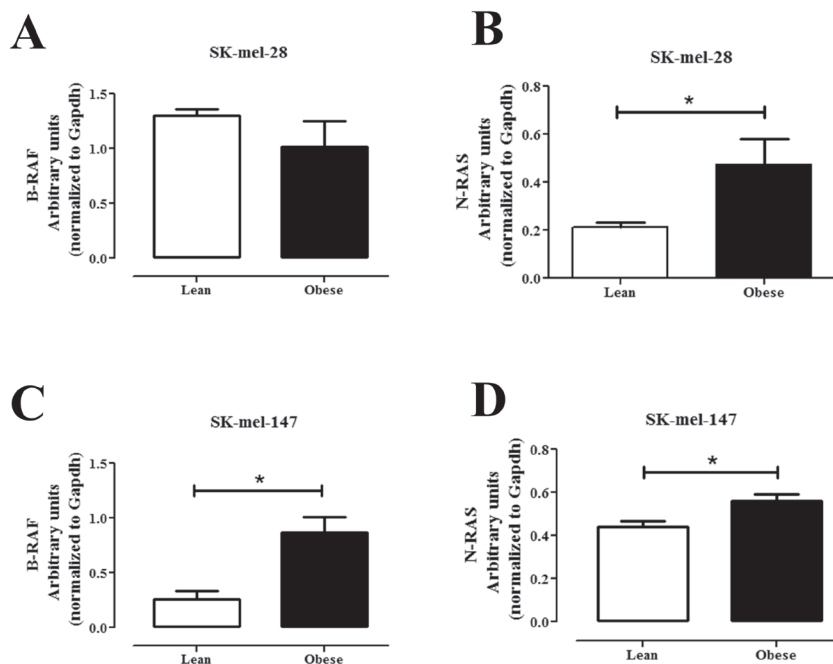 A
SK-mel-28
B-RAF
Arbitrary units
(normalized to Gapdh)
1.5
1.0
0.5
0.0
Lean
Obese
B
SK-mel-28
N-RAS
Arbitrary units
(normalized to Gapdh)
0.8
0.6
0.4
0.2
0.0
*
Lean
Obese
C
SK-mel-147
B-RAF
Arbitrary units
(normalized to Gapdh)
1.5
1.0
0.5
0.0
*
Lean
Obese
D
SK-mel-147
N-RAS
Arbitrary units
(normalized to Gapdh)
0.8
0.6
0.4
0.2
0.0
*
Lean
Obese